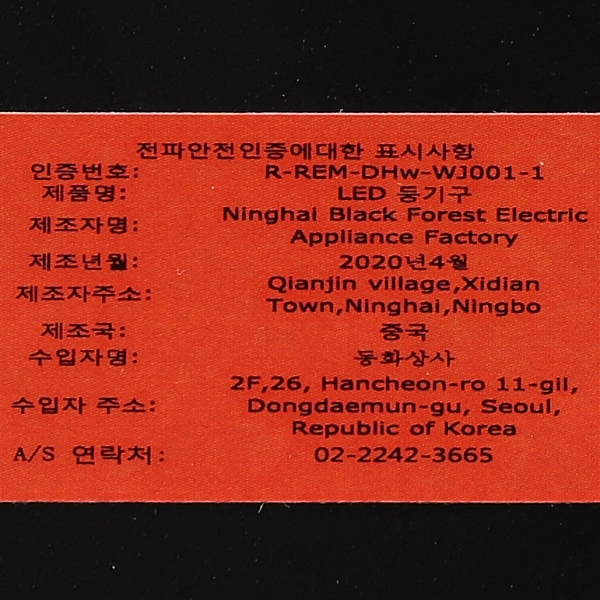 전파안전인증에대한 표시사항
인증번호: R-REM-DHw-WJ001-1
제품명: LED 등기구
제조자명: Ninghai Black Forest Electric
Appliance Factory
제조년월: 2020년4월
제조자주소: Qianjin village,Xidian
Town,Ninghai,Ningbo
제조국: 중국
수입자명: 동화상사
수입자 주소: 2F,26, Hancheon-ro 11-gil,
Dongdaemun-gu, Seoul,
Republic of Korea
A/S 연락처: 02-2242-3665